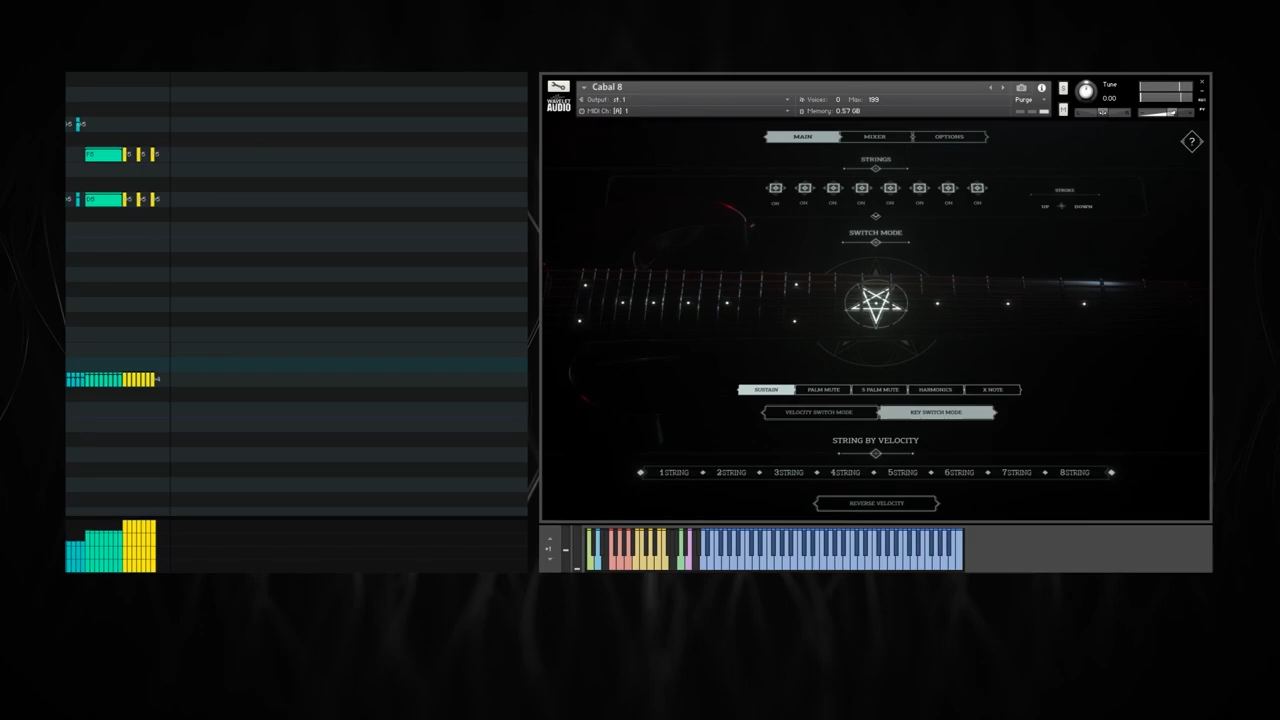 Cabal 8
Output: st. 1
Voices: 0 Max: 199
Purge
MIDI Ch: [A] 1
Memory: 0.57 GB
S
M
Tune
0.00
WAVELET
AUDIO
MAIN MIXER OPTIONS
?
STRINGS
ON ON ON ON ON ON ON ON
STROKE
UP DOWN
SWITCH MODE
F5
D5
SUSTAIN PALM MUTE S PALM MUTE HARMONICS X NOTE
VELOCITY SWITCH MODE KEY SWITCH MODE
STRING BY VELOCITY
1 STRING 2 STRING 3 STRING 4 STRING 5 STRING 6 STRING 7 STRING 8 STRING
REVERSE VELOCITY
+1